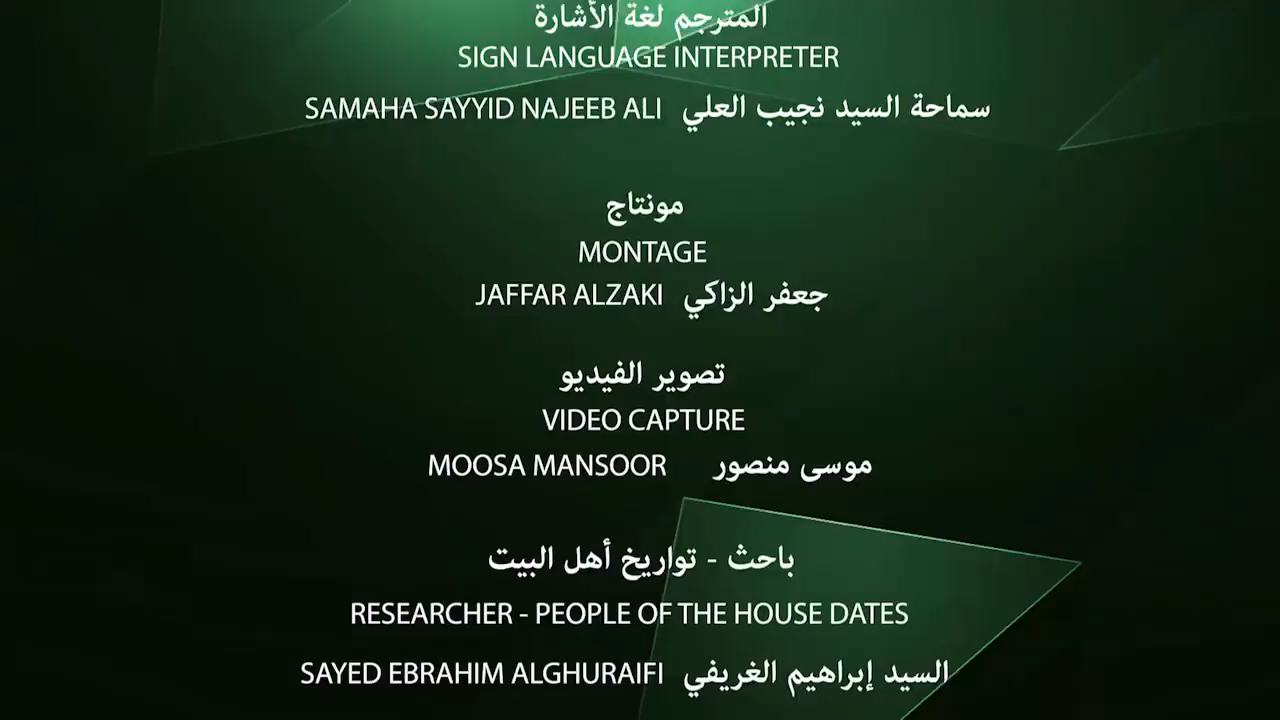 المترجم لغة الأشارة
SIGN LANGUAGE INTERPRETER
SAMAHA SAYYID NAJEEB ALI سماحة السيد نجيب العلي
مونتاج
MONTAGE
JAFFAR ALZAKI جعفر الزاكي
تصوير الفيديو
VIDEO CAPTURE
MOOSA MANSOOR موسى منصور
باحث - تواريخ أهل البيت
RESEARCHER - PEOPLE OF THE HOUSE DATES
SAYED EBRAHIM ALGHURAIFI السيد إبراهيم الغريفي